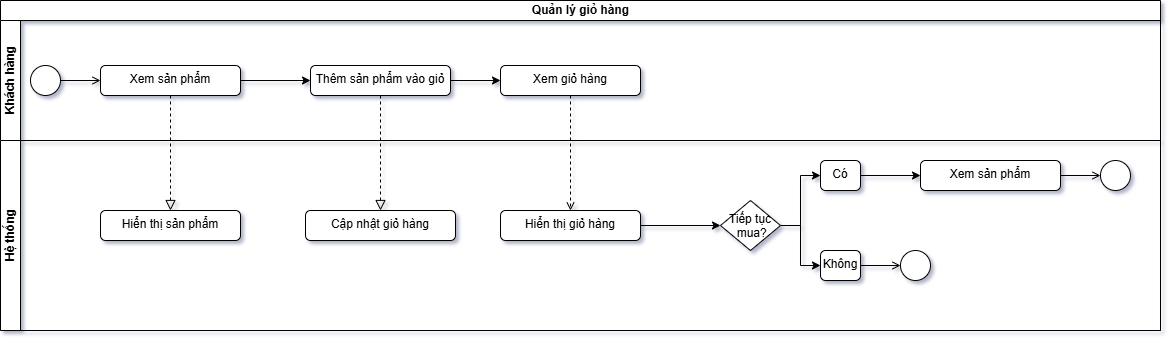 Quản lý giỏ hàng
Khách hàng
Xem sản phẩm
Thêm sản phẩm vào giỏ
Xem giỏ hàng
Hệ thống
Hiển thị sản phẩm
Cập nhật giỏ hàng
Hiển thị giỏ hàng
Tiếp tục
mua?
Có
Xem sản phẩm
Không